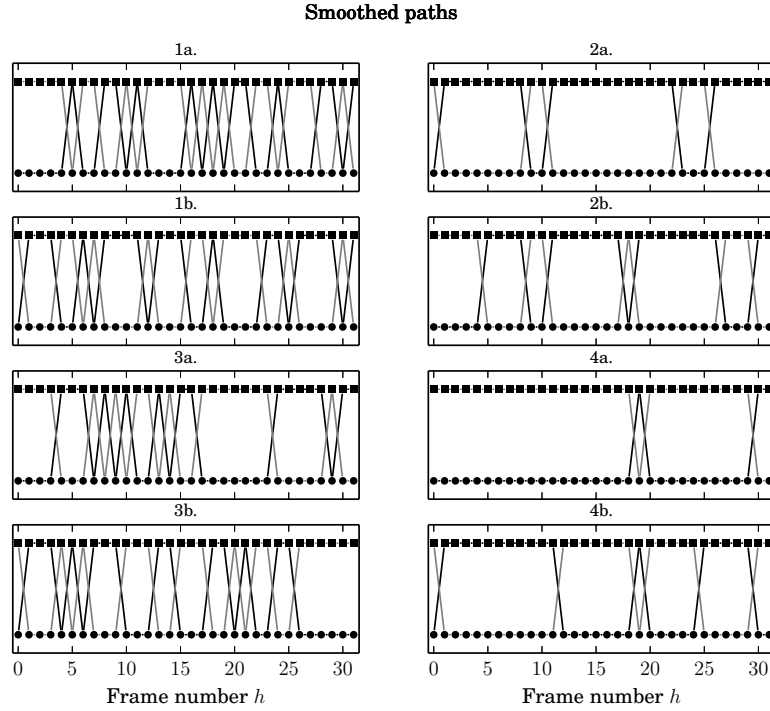 Smoothed paths
1a.
2a.
1b.
2b.
3a.
4a.
3b.
4b.
0 5 10 15 20 25 30
0 5 10 15 20 25 30
Frame number h
Frame number h